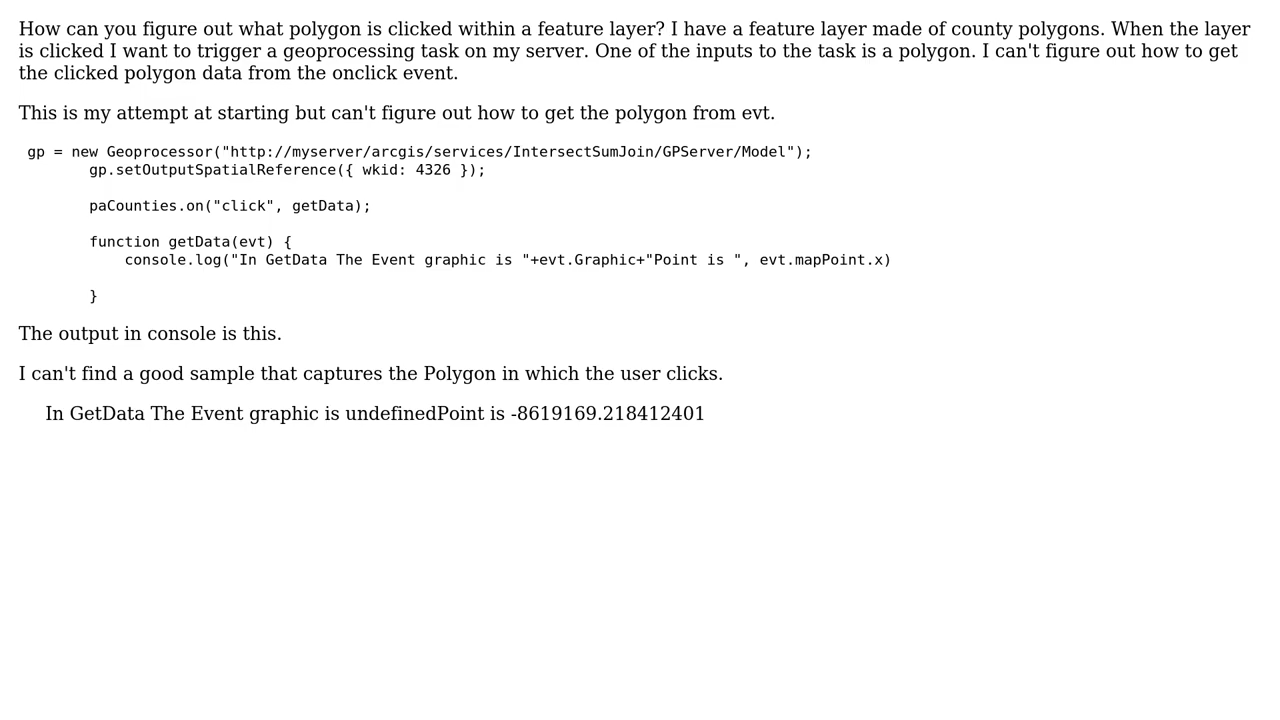 How can you figure out what polygon is clicked within a feature layer? I have a feature layer made of county polygons. When the layer
is clicked I want to trigger a geoprocessing task on my server. One of the inputs to the task is a polygon. I can't figure out how to get
the clicked polygon data from the onclick event.
This is my attempt at starting but can't figure out how to get the polygon from evt.
gp = new Geoprocessor("http://myserver/arcgis/services/IntersectSumJoin/GPServer/Model");
gp.setOutputSpatialReference({ wkid: 4326 });
paCounties.on("click", getData);
function getData(evt) {
console.log("In GetData The Event graphic is "+evt.Graphic+"Point is ", evt.mapPoint.x)
}
The output in console is this.
I can't find a good sample that captures the Polygon in which the user clicks.
In GetData The Event graphic is undefinedPoint is -8619169.218412401